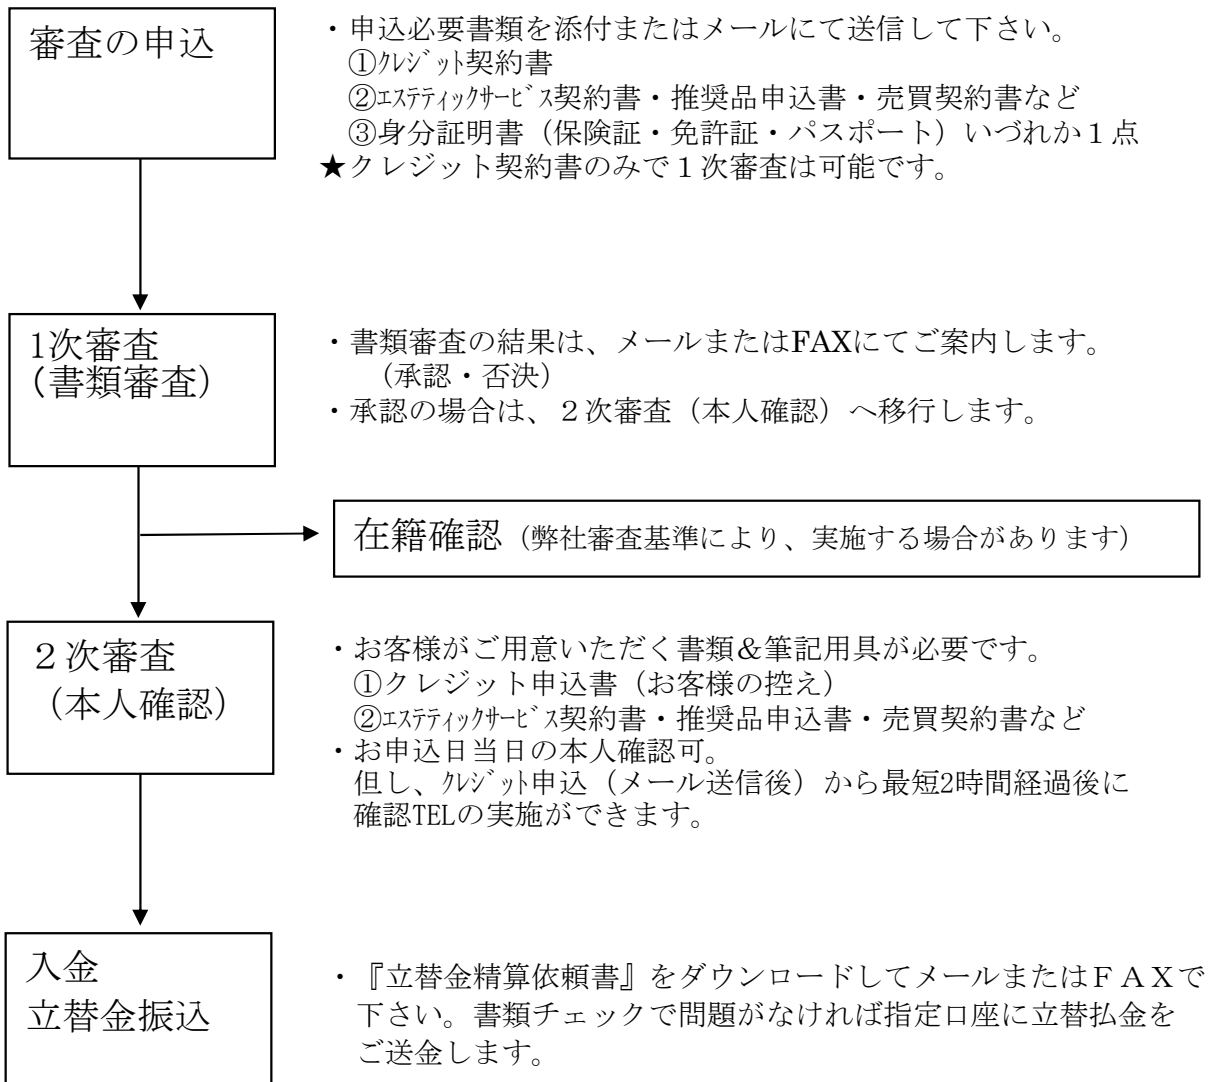 審査の申込
・申込必要書類を添付またはメールにて送信して下さい。
①ｸﾚｼﾞｯﾄ契約書
②ｴｽﾃﾃｨｯｸｻｰﾋﾞｽ契約書・推奨品申込書・売買契約書など
③身分証明書（保険証・免許証・パスポート）いづれか１点
★クレジット契約書のみで１次審査は可能です。
1次審査
（書類審査）
・書類審査の結果は、メールまたはFAXにてご案内します。
（承認・否決）
・承認の場合は、２次審査（本人確認）へ移行します。
在籍確認（弊社審査基準により、実施する場合があります）
２次審査
（本人確認）
・お客様がご用意いただく書類&筆記用具が必要です。
①クレジット申込書（お客様の控え）
②ｴｽﾃﾃｨｯｸｻｰﾋﾞｽ契約書・推奨品申込書・売買契約書など
・お申込日当日の本人確認可。
但し、ｸﾚｼﾞｯﾄ申込（メール送信後）から最短2時間経過後に
確認TELの実施ができます。
入金
立替金振込
・『立替金精算依頼書』をダウンロードしてメールまたはＦＡＸで
下さい。書類チェックで問題がなければ指定口座に立替払金を
ご送金します。